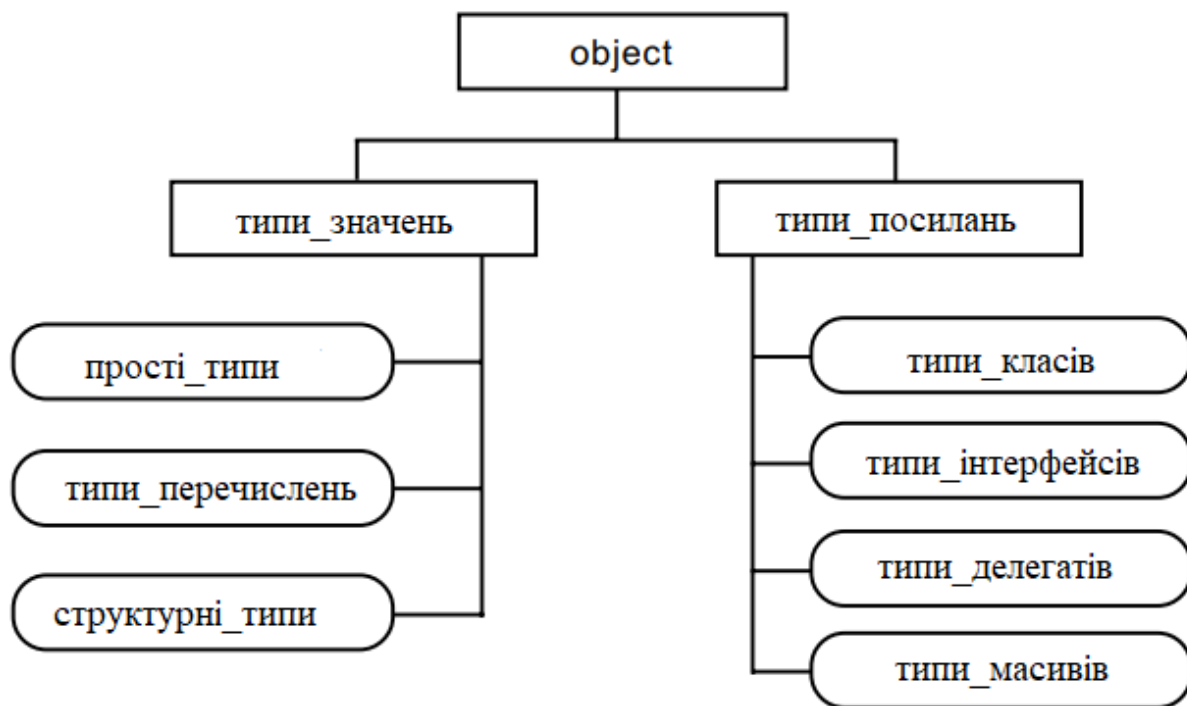 object
типи_значень
типи_посилань
прості_типи
типи_перечислень
структурні_типи
типи_класів
типи_інтерфейсів
типи_делегатів
типи_масивів